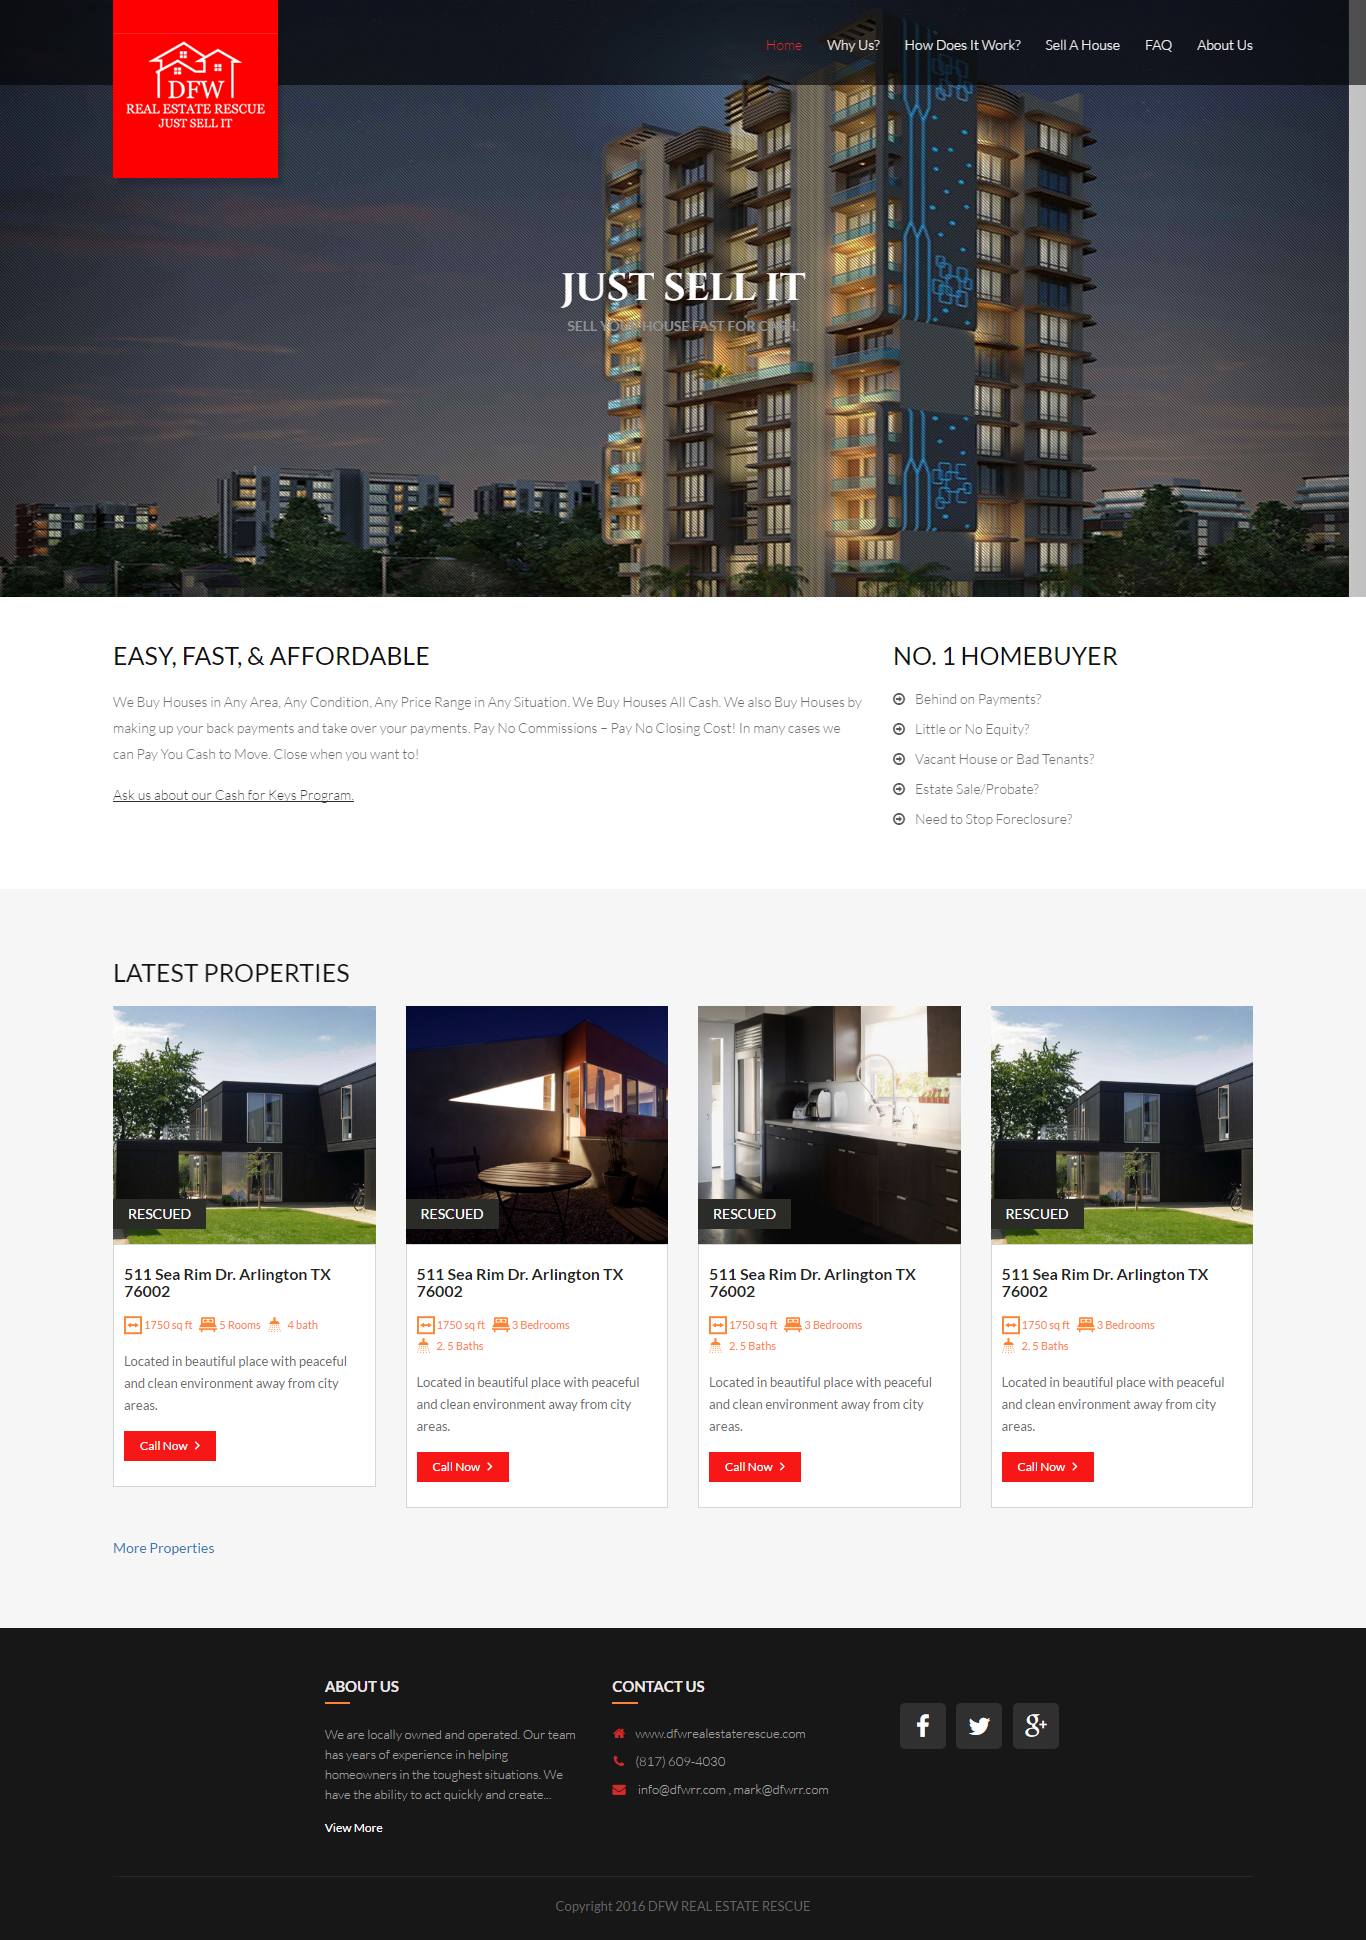 DFW
REAL ESTATE RESCUE
JUST SELL IT
Home
Why Us?
How Does It Work?
Sell A House
FAQ
About Us
JUST SELL IT
SELL YOUR HOUSE FAST FOR CASH.
EASY, FAST, & AFFORDABLE
We Buy Houses in Any Area, Any Condition, Any Price Range in Any Situation. We Buy Houses All Cash. We also Buy Houses by
making up your back payments and take over your payments. Pay No Commissions – Pay No Closing Cost! In many cases we
can Pay You Cash to Move. Close when you want to!
Ask us about our Cash for Keys Program.
NO. 1 HOMEBUYER
Behind on Payments?
Little or No Equity?
Vacant House or Bad Tenants?
Estate Sale/Probate?
Need to Stop Foreclosure?
LATEST PROPERTIES
RESCUED
511 Sea Rim Dr. Arlington TX
76002
1750 sq ft 5 Rooms 4 bath
Located in beautiful place with peaceful
and clean environment away from city
areas.
Call Now
RESCUED
511 Sea Rim Dr. Arlington TX
76002
1750 sq ft 3 Bedrooms
2. 5 Baths
Located in beautiful place with peaceful
and clean environment away from city
areas.
Call Now
RESCUED
511 Sea Rim Dr. Arlington TX
76002
1750 sq ft 3 Bedrooms
2. 5 Baths
Located in beautiful place with peaceful
and clean environment away from city
areas.
Call Now
RESCUED
511 Sea Rim Dr. Arlington TX
76002
1750 sq ft 3 Bedrooms
2. 5 Baths
Located in beautiful place with peaceful
and clean environment away from city
areas.
Call Now
More Properties
ABOUT US
We are locally owned and operated. Our team
has years of experience in helping
homeowners in the toughest situations. We
have the ability to act quickly and create...
View More
CONTACT US
www.dfwrealestaterescue.com
(817) 609-4030
info@dfwrr.com , mark@dfwrr.com
Copyright 2016 DFW REAL ESTATE RESCUE